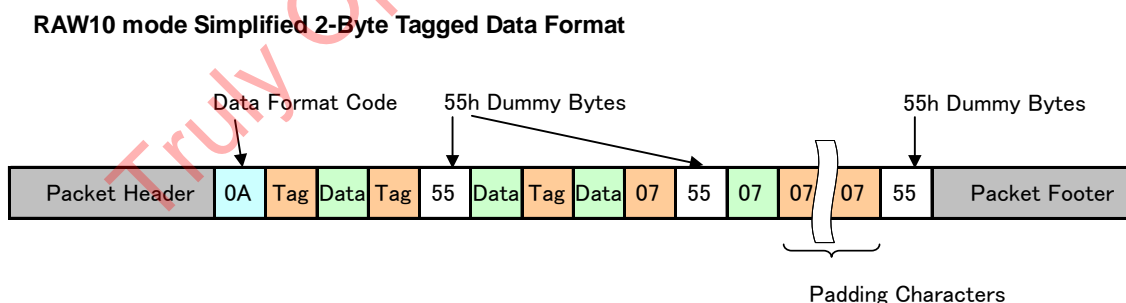 RAW10 mode Simplified 2-Byte Tagged Data Format
Truly
Data Format Code 55h Dummy Bytes 55h Dummy Bytes
Packet Header 0A Tag Data Tag 55 Data Tag Data 07 55 07 07 07 55 Packet Footer
Padding Characters